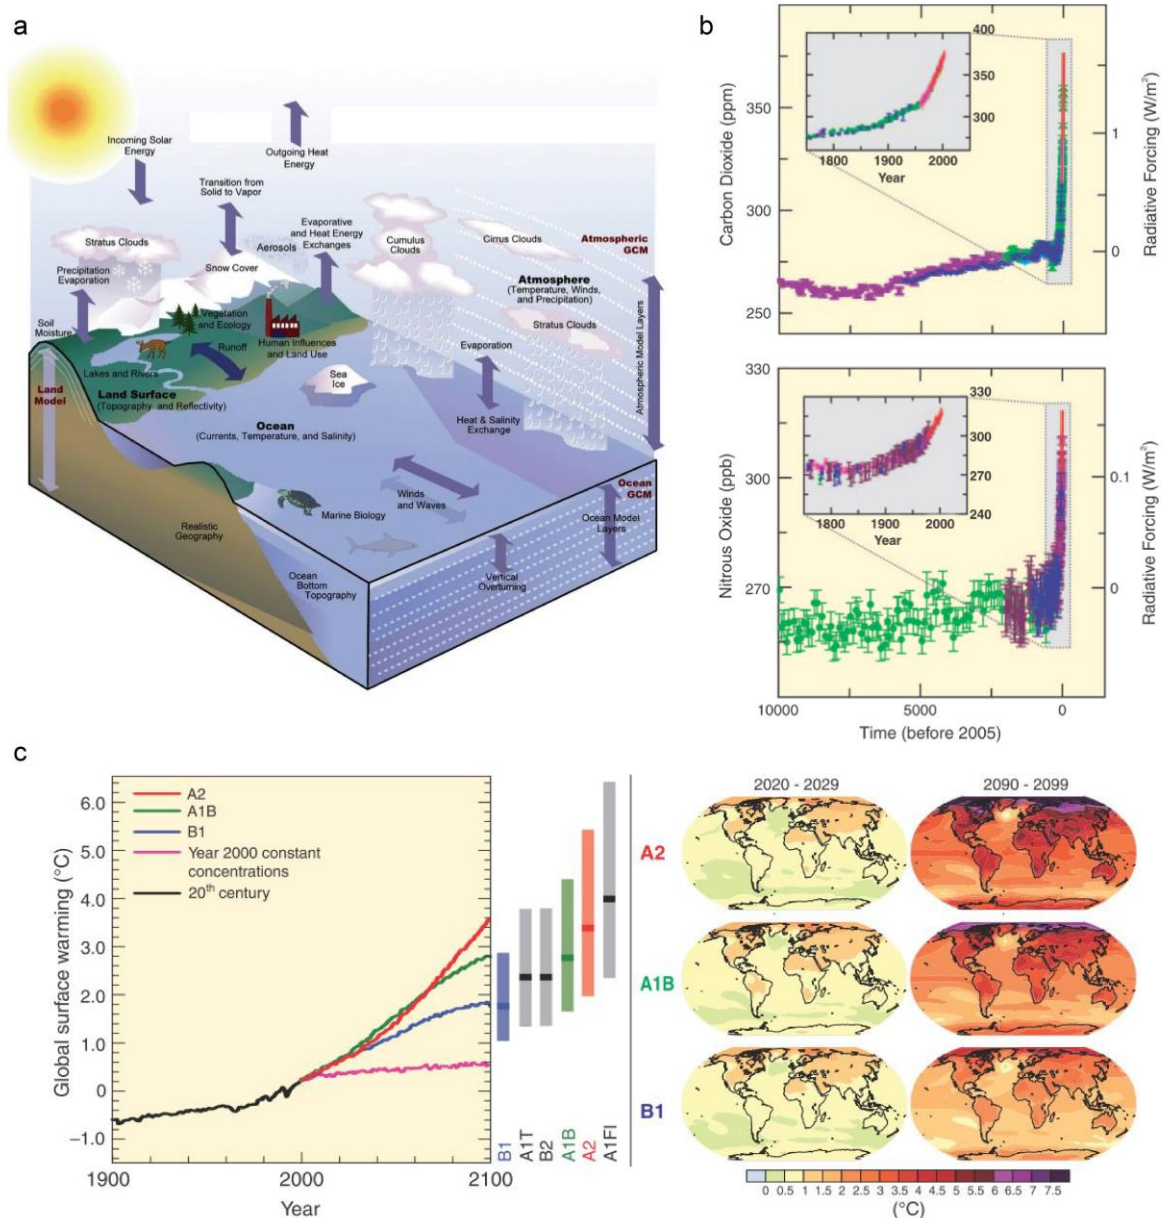 a
Incoming Solar
Energy
Outgoing Heat
Energy
Transition from
Solid to Vapor
Evaporative
and Heat Energy
Exchanges
Stratus Clouds
Aerosols
Snow Cover
Cumulus
Clouds
Cirrus Clouds
Atmospheric
GCM
Precipitation
Evaporation
Atmosphere
(Temperature, Winds,
and Precipitation)
Stratus Clouds
Atmospheric Model Layers
Soil
Moisture
Vegetation
and Ecology
Human Influences
and Land Use
Runoff
Evaporation
Lakes and Rivers
Sea
Ice
Land
Model
Land Surface
(Topography and Reflectivity)
Heat & Salinity
Exchange
Ocean
(Currents, Temperature, and Salinity)
Ocean
GCM
Winds
and Waves
Marine Biology
Ocean Model
Layers
Realistic
Geography
Ocean
Bottom
Topography
Vertical
Overturning
b
Carbon Dioxide (ppm)
350
300
250
400
350
300
1800
1900
2000
Year
1
0
Radiative Forcing (W/m²)
Nitrous Oxide (ppb)
330
300
270
330
300
270
240
1800
1900
2000
Year
0.1
0
Radiative Forcing (W/m²)
10000
5000
0
Time (before 2005)
c
Global surface warming (°C)
6.0
5.0
4.0
3.0
2.0
1.0
0
–1.0
A2
A1B
B1
Year 2000 constant
concentrations
20th century
1900
2000
2100
Year
B1
A1T
B2
A1B
A2
A1FI
2020 - 2029
2090 - 2099
A2
A1B
B1
0 0.5 1 1.5 2 2.5 3 3.5 4 4.5 5 5.5 6 6.5 7 7.5
(°C)